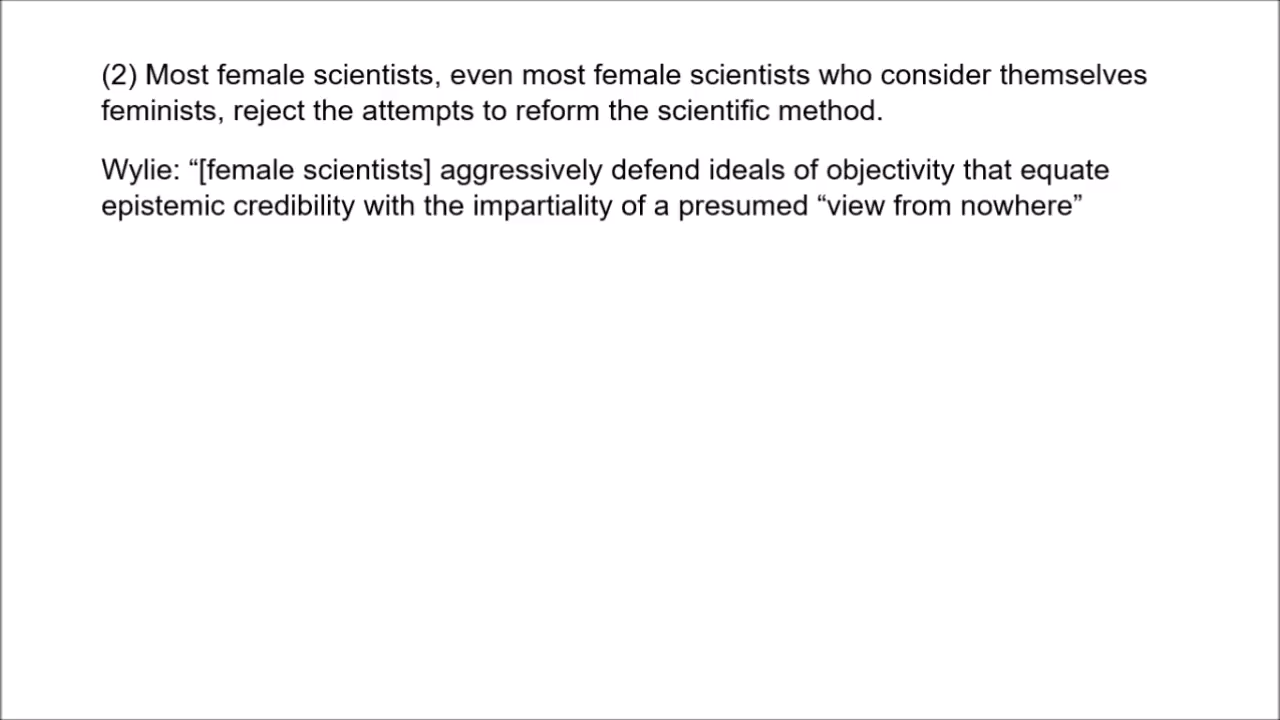 (2) Most female scientists, even most female scientists who consider themselves
feminists, reject the attempts to reform the scientific method.
Wylie: “[female scientists] aggressively defend ideals of objectivity that equate
epistemic credibility with the impartiality of a presumed “view from nowhere”